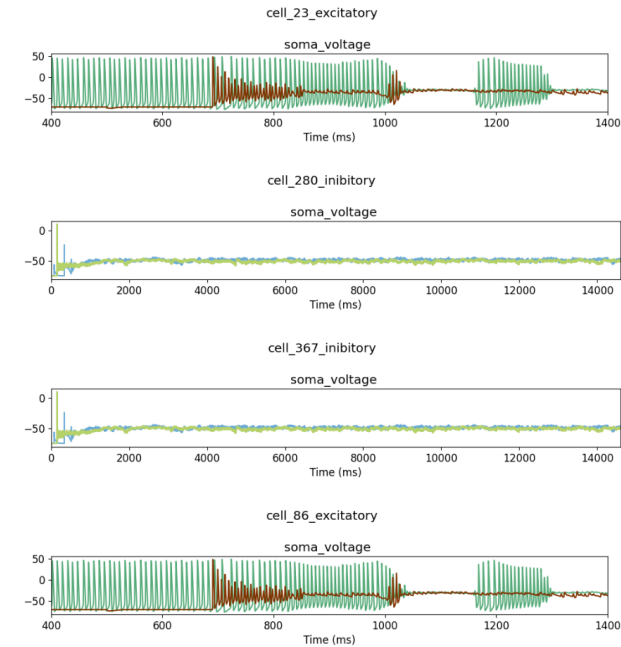 cell_23_excitatory
soma_voltage
50
0
−50
400 600 800 1000 1200 1400
Time (ms)
cell_280_inibitory
soma_voltage
0
−50
0 2000 4000 6000 8000 10000 12000 14000
Time (ms)
cell_367_inibitory
soma_voltage
0
−50
0 2000 4000 6000 8000 10000 12000 14000
Time (ms)
cell_86_excitatory
soma_voltage
50
0
−50
400 600 800 1000 1200 1400
Time (ms)